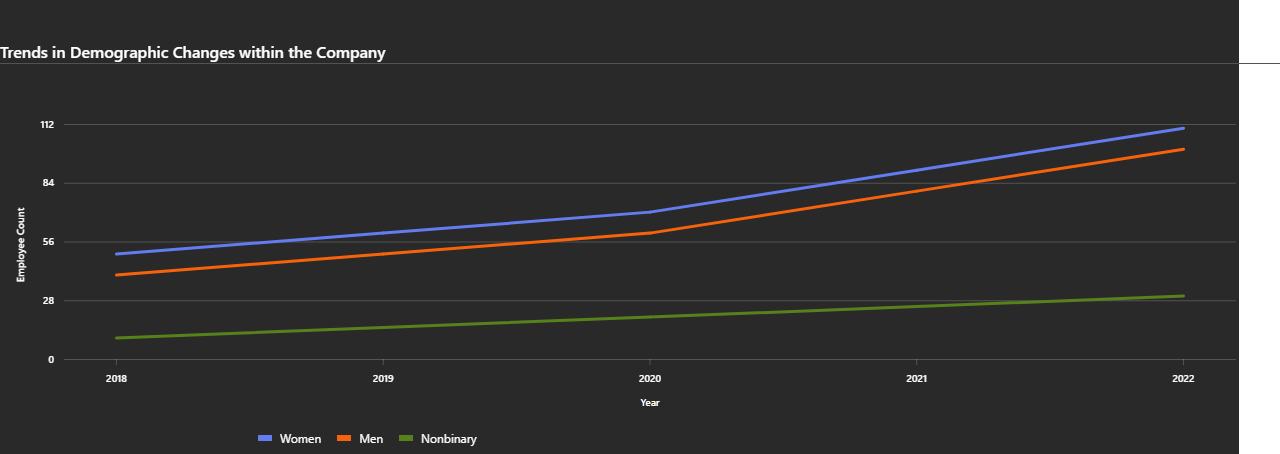 Trends in Demographic Changes within the Company
112
84
56
28
0
Employee Count
2018 2019 2020 2021 2022
Year
Women Men Nonbinary